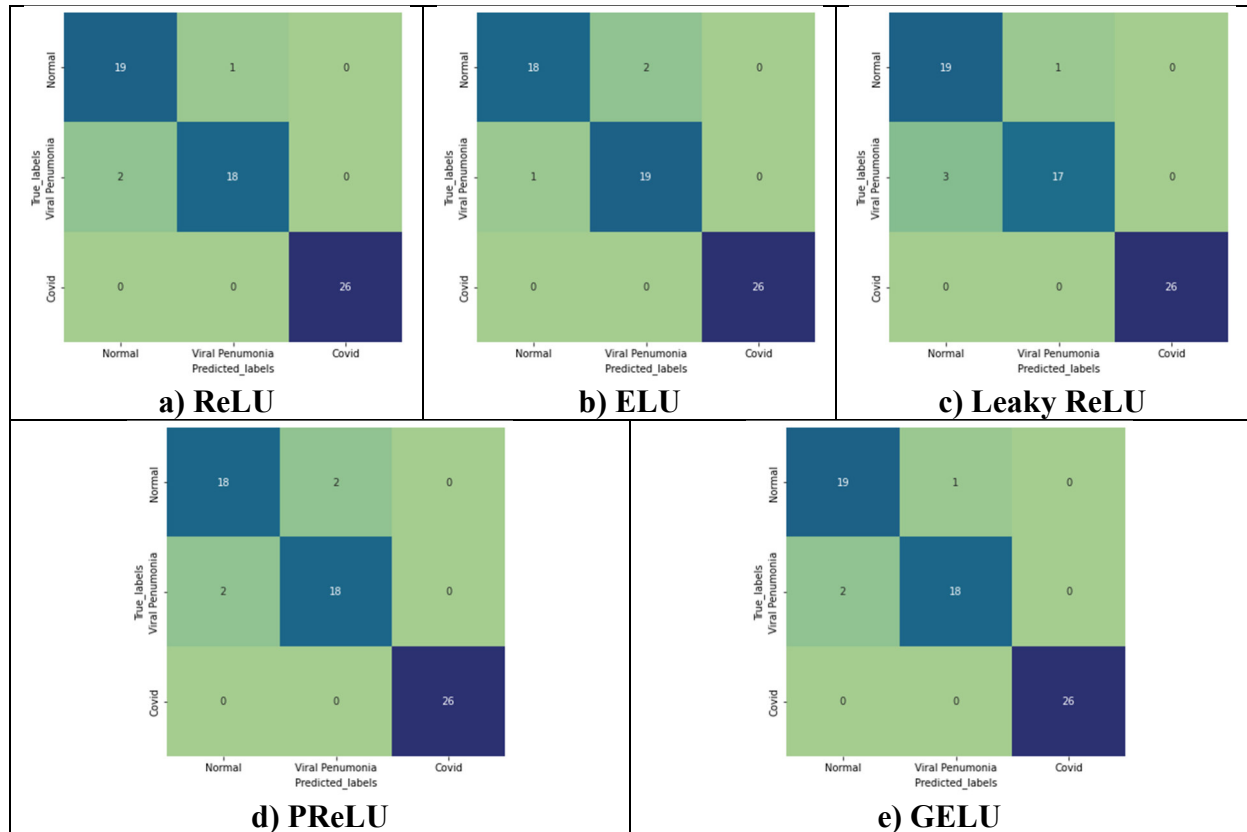 Normal
19 1 0
True_labels
Viral Penumonia
2 18 0
Covid
0 0 26
Normal Viral Penumonia Covid
Predicted_labels
a) ReLU
Normal
18 2 0
True_labels
Viral Penumonia
1 19 0
Covid
0 0 26
Normal Viral Penumonia Covid
Predicted_labels
b) ELU
Normal
19 1 0
True_labels
Viral Penumonia
3 17 0
Covid
0 0 26
Normal Viral Penumonia Covid
Predicted_labels
c) Leaky ReLU
Normal
18 2 0
True_labels
Viral Penumonia
2 18 0
Covid
0 0 26
Normal Viral Penumonia Covid
Predicted_labels
d) PReLU
Normal
19 1 0
True_labels
Viral Penumonia
2 18 0
Covid
0 0 26
Normal Viral Penumonia Covid
Predicted_labels
e) GELU